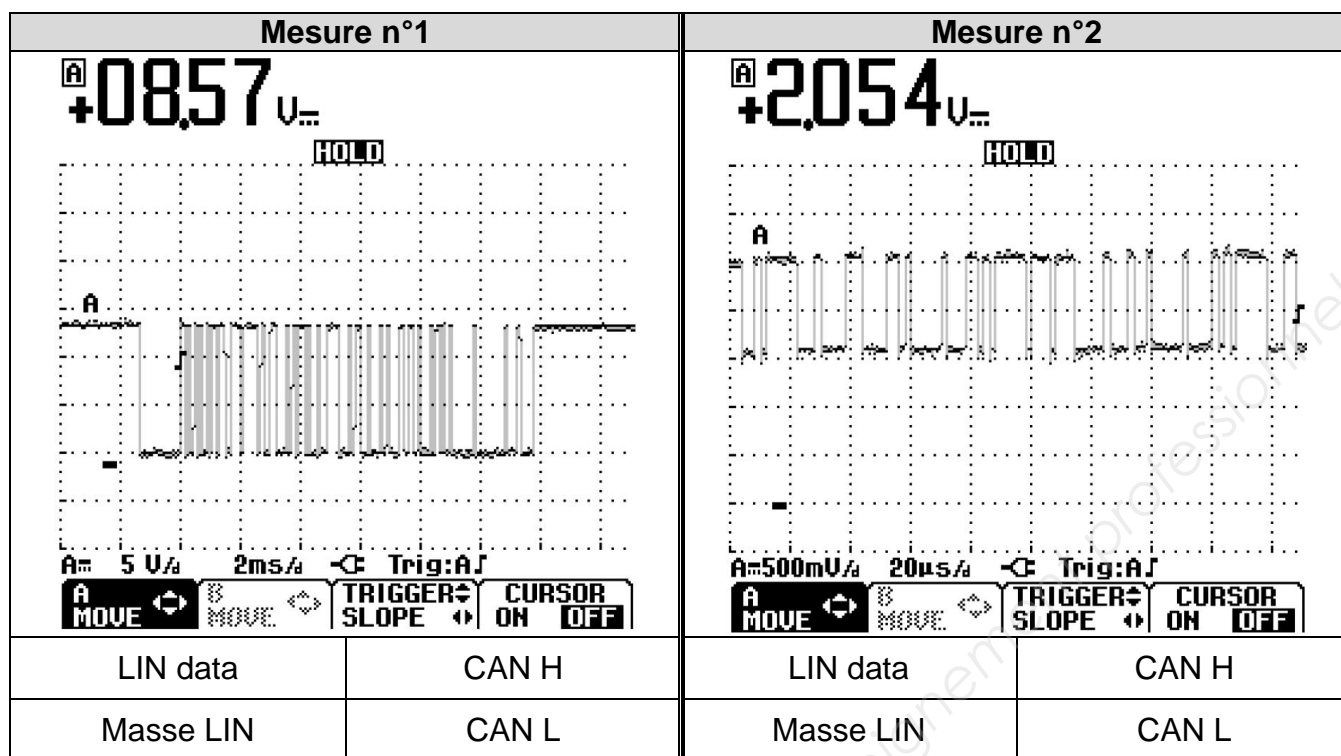 Mesure n°1
Mesure n°2
A
+08.57 V
HOLD
A
A 5 V/d 2ms/d Trig:A
A MOVE
B MOVE
TRIGGER SLOPE
CURSOR ON OFF
A
+2.054 V
HOLD
A
A 500mV/d 20µs/d Trig:A
A MOVE
B MOVE
TRIGGER SLOPE
CURSOR ON OFF
LIN data
CAN H
LIN data
CAN H
Masse LIN
CAN L
Masse LIN
CAN L